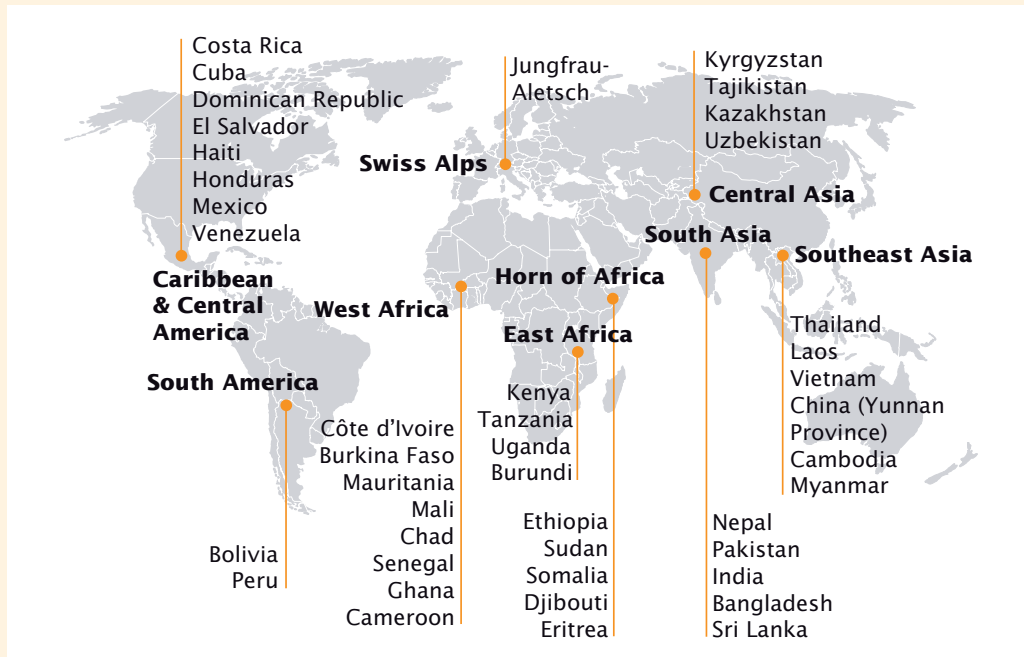 Costa Rica
Cuba
Dominican Republic
El Salvador
Haiti
Honduras
Mexico
Venezuela
Caribbean
& Central
America
Jungfrau-
Aletsch
Swiss Alps
Kyrgyzstan
Tajikistan
Kazakhstan
Uzbekistan
Central Asia
South Asia
Southeast Asia
Horn of Africa
West Africa
East Africa
South America
Thailand
Laos
Vietnam
China (Yunnan
Province)
Cambodia
Myanmar
Kenya
Tanzania
Uganda
Burundi
Côte d’Ivoire
Burkina Faso
Mauritania
Mali
Chad
Senegal
Ghana
Cameroon
Bolivia
Peru
Ethiopia
Sudan
Somalia
Djibouti
Eritrea
Nepal
Pakistan
India
Bangladesh
Sri Lanka